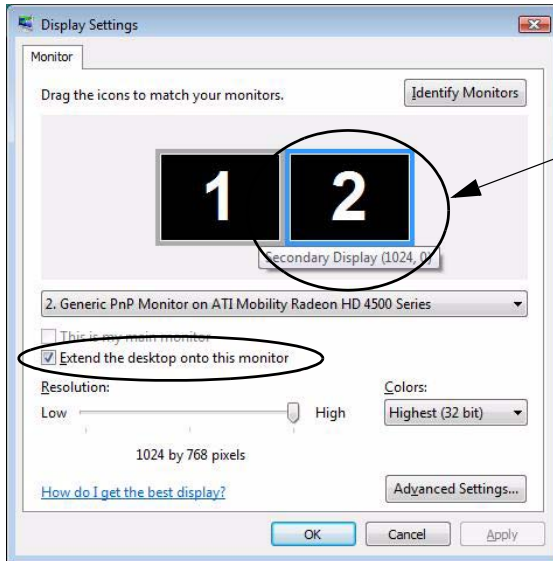 Display Settings
Monitor
Drag the icons to match your monitors.
Identify Monitors
1 2
Secondary Display (1024, 0)
2. Generic PnP Monitor on ATI Mobility Radeon HD 4500 Series
This is my main monitor
Extend the desktop onto this monitor
Resolution:
Colors:
Low High
Highest (32 bit)
1024 by 768 pixels
How do I get the best display?
Advanced Settings...
OK Cancel Apply